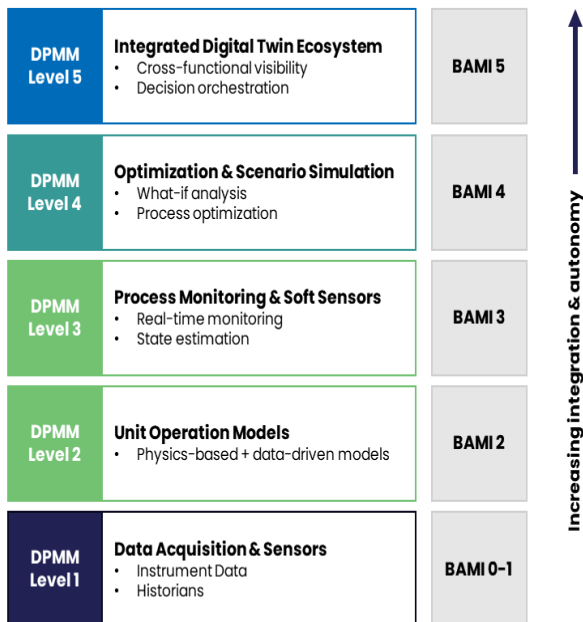 DPMM
Level 5
Integrated Digital Twin Ecosystem
• Cross-functional visibility
• Decision orchestration
BAMI 5
DPMM
Level 4
Optimization & Scenario Simulation
• What-if analysis
• Process optimization
BAMI 4
DPMM
Level 3
Process Monitoring & Soft Sensors
• Real-time monitoring
• State estimation
BAMI 3
DPMM
Level 2
Unit Operation Models
• Physics-based + data-driven models
BAMI 2
DPMM
Level 1
Data Acquisition & Sensors
• Instrument Data
• Historians
BAMI 0-1
Increasing integration & autonomy